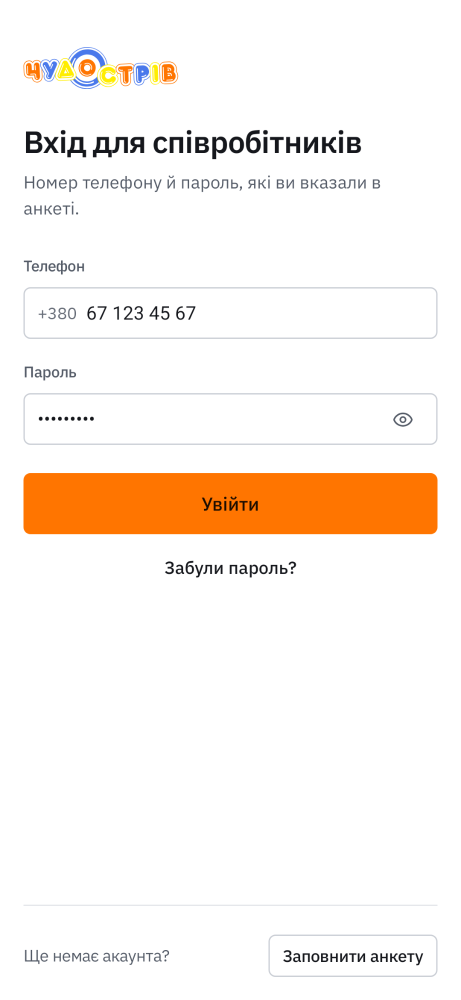 ЧУДОСТРІВ
Вхід для співробітників
Номер телефону й пароль, які ви вказали в
анкеті.
Телефон
+380 67 123 45 67
Пароль
•••••••••
Увійти
Забули пароль?
Ще немає акаунта?
Заповнити анкету